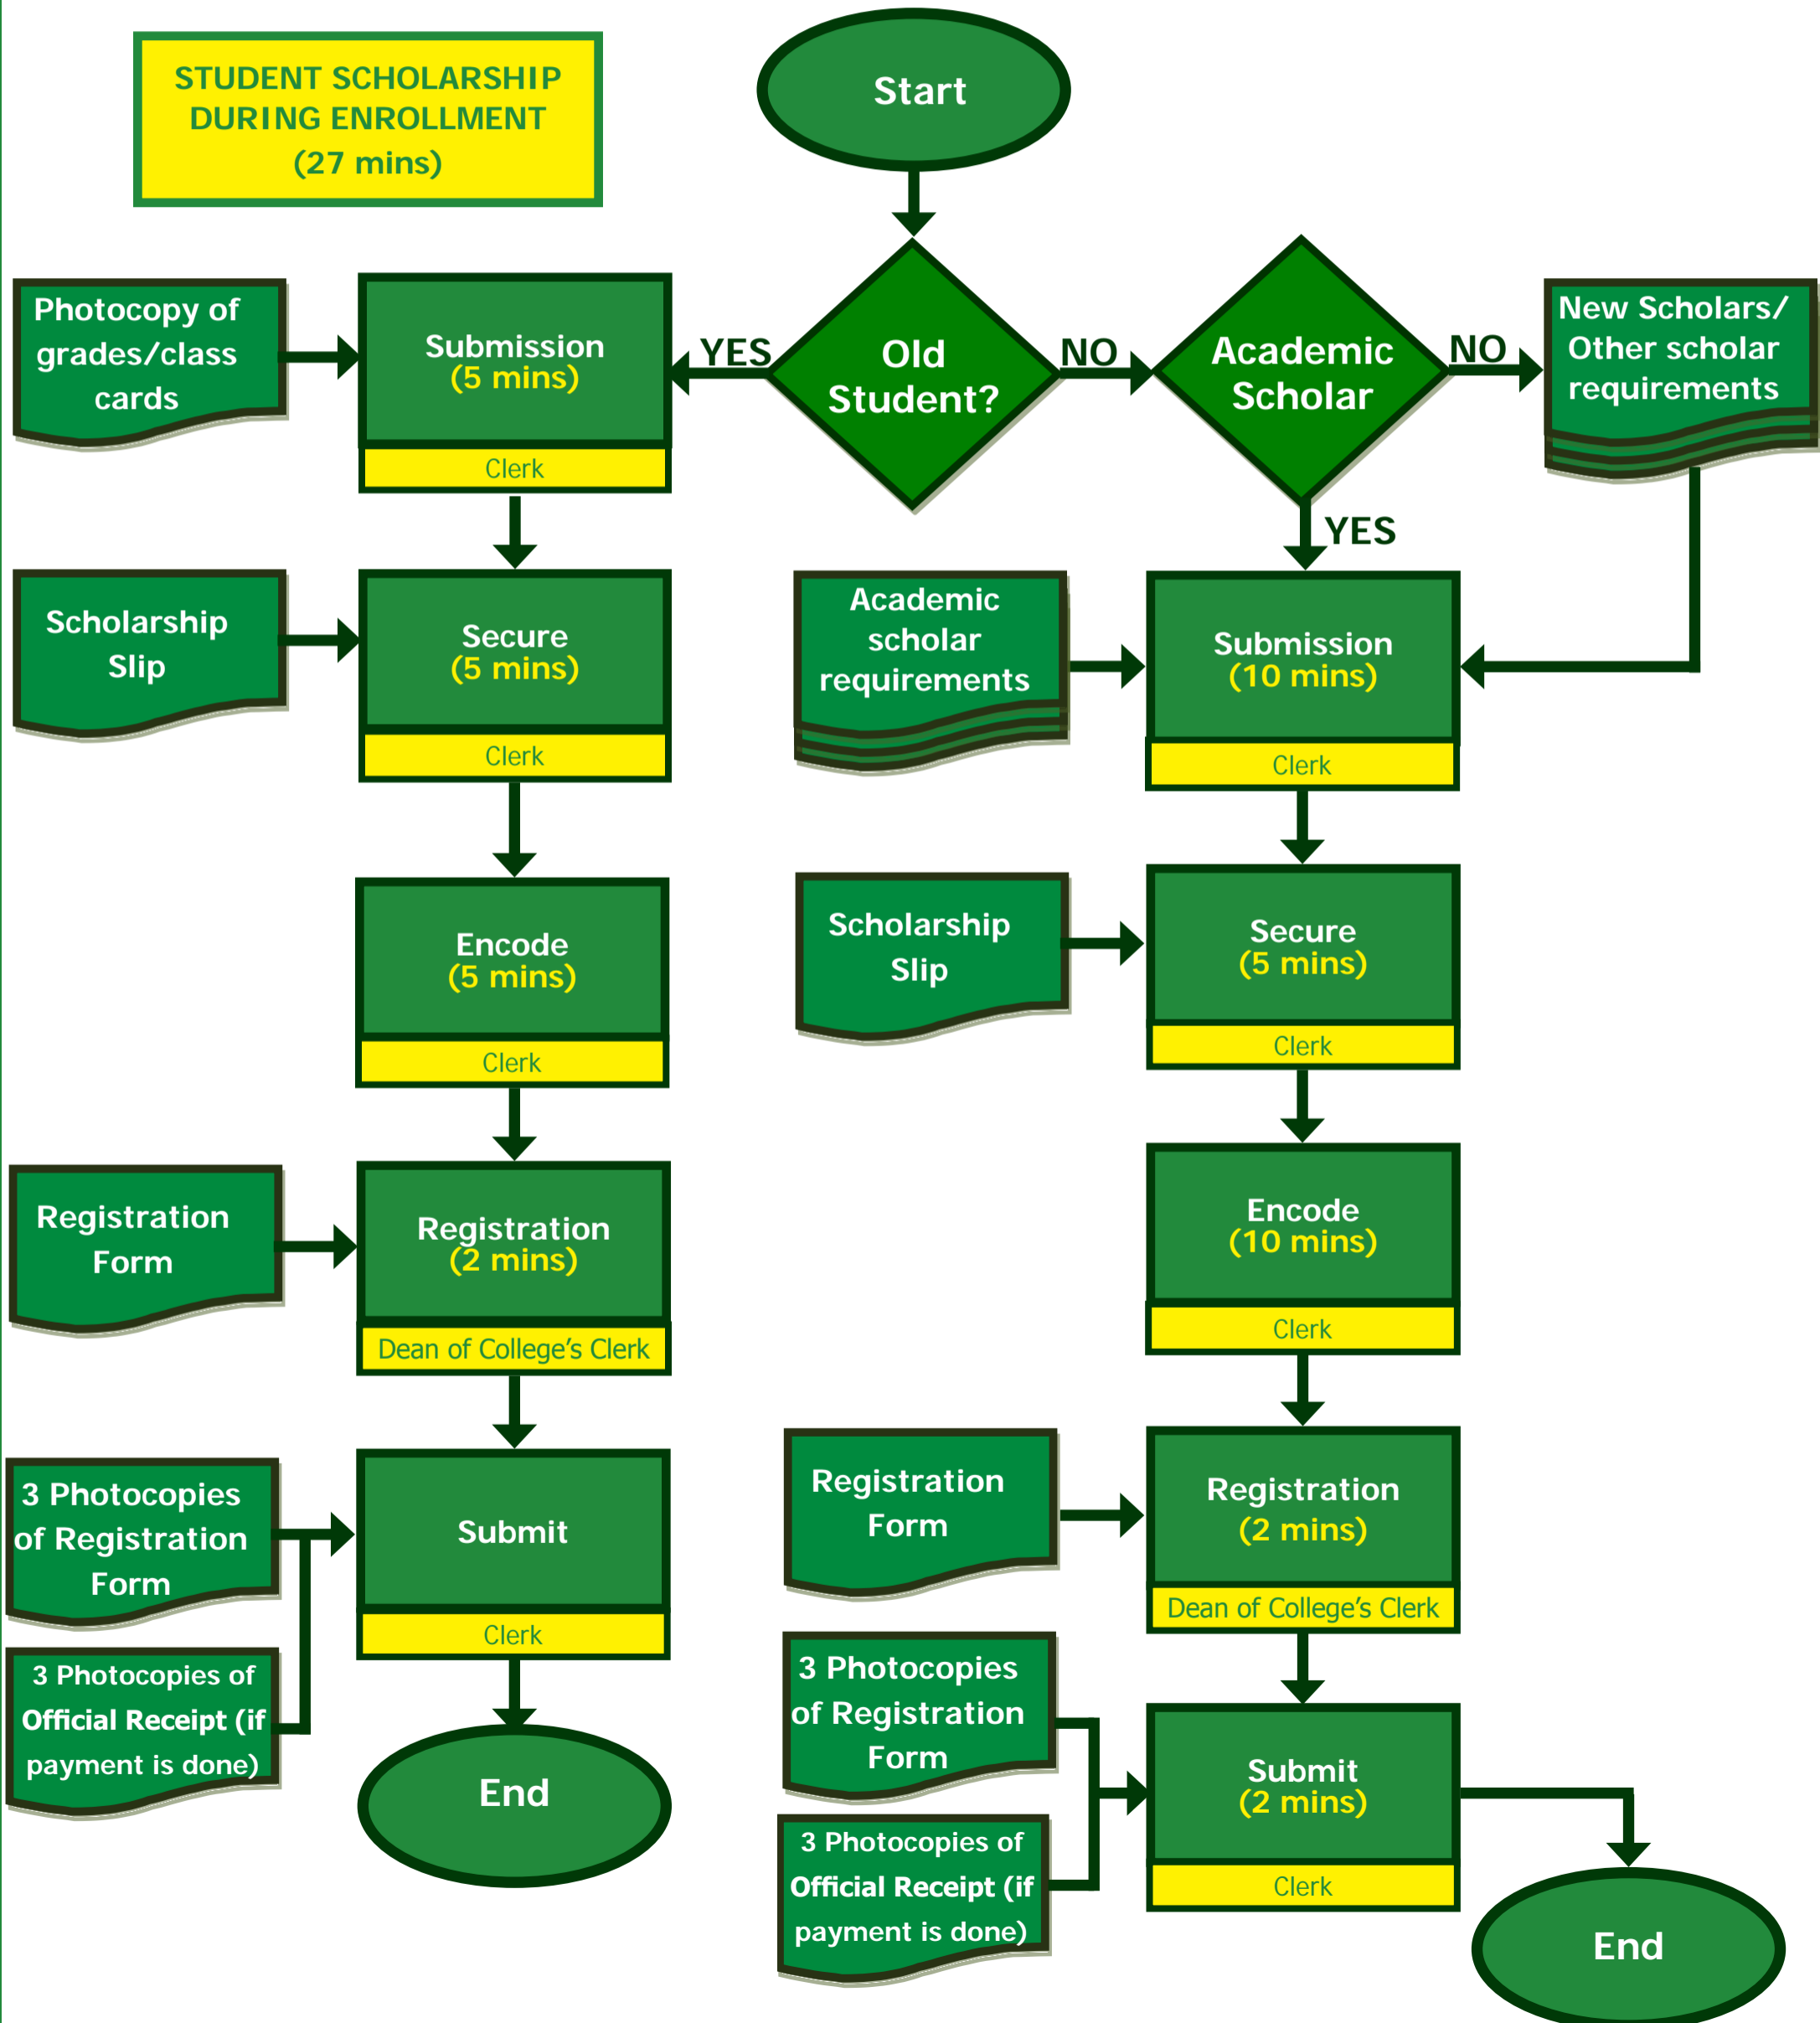 STUDENT SCHOLARSHIP
DURING ENROLLMENT
(27 mins)
Start
Photocopy of
grades/class
cards
Submission
(5 mins)
Clerk
YES
Old
Student?
NO
Academic
Scholar
NO
New Scholars/
Other scholar
requirements
YES
Scholarship
Slip
Secure
(5 mins)
Clerk
Academic
scholar
requirements
Submission
(10 mins)
Clerk
Encode
(5 mins)
Clerk
Scholarship
Slip
Secure
(5 mins)
Clerk
Registration
Form
Registration
(2 mins)
Dean of College's Clerk
Encode
(10 mins)
Clerk
3 Photocopies
of Registration
Form
3 Photocopies of
Official Receipt (if
payment is done)
Submit
Clerk
End
Registration
Form
Registration
(2 mins)
Dean of College's Clerk
3 Photocopies
of Registration
Form
3 Photocopies of
Official Receipt (if
payment is done)
Submit
(2 mins)
Clerk
End